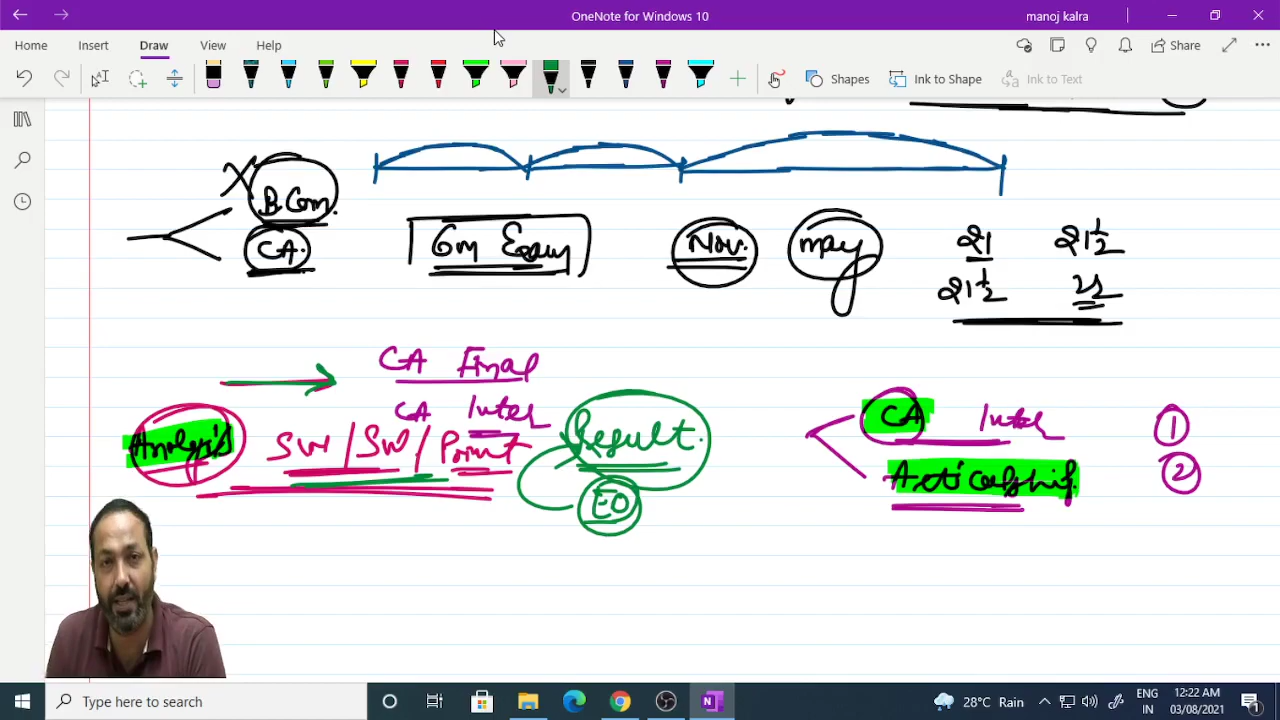 OneNote for Windows 10
manoj kalra
Home Insert Draw View Help
Share
Shapes Ink to Shape Ink to Text
B.Com.
CA.
6m Nov. may 21 21½
21½ 22
CA Final
CA Inter
Analysis SW / SW / Point Result. CA Inter 1
EO Articalship. 2
Type here to search
28°C Rain
ENG
IN
12:22 AM
03/08/2021
1